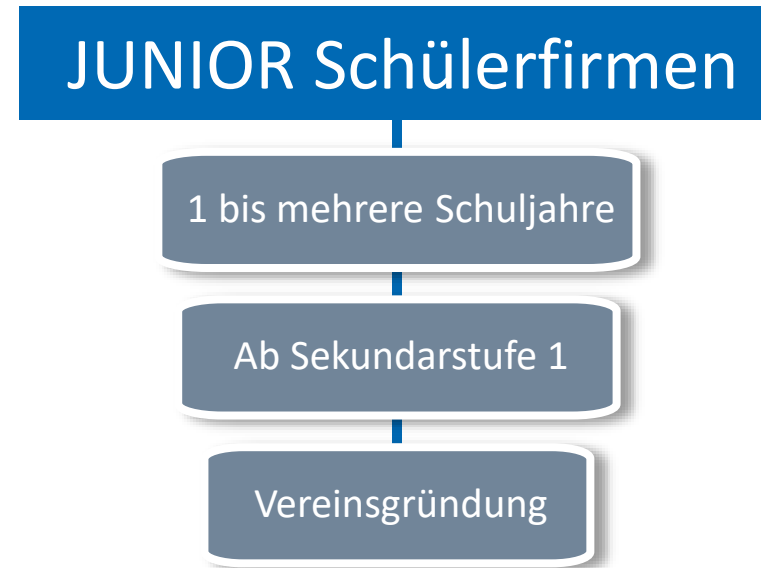 JUNIOR Schülerfirmen
1 bis mehrere Schuljahre
Ab Sekundarstufe 1
Vereinsgründung